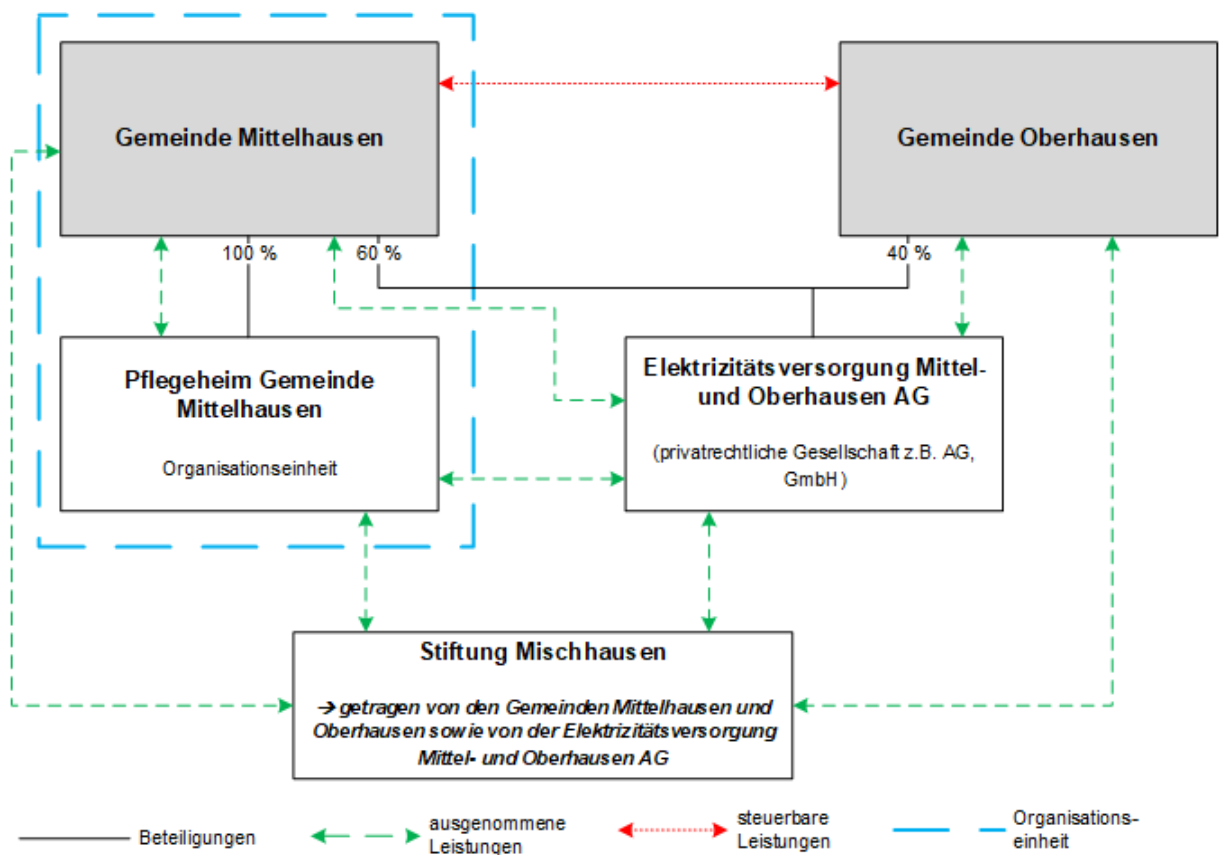 Gemeinde Mittelhausen
Gemeinde Oberhausen
100 %
60 %
40 %
Pflegeheim Gemeinde
Mittelhausen
Organisationseinheit
Elektrizitätsversorgung Mittel-
und Oberhausen AG
(privatrechtliche Gesellschaft z.B. AG,
GmbH)
Stiftung Mischhausen
→ getragen von den Gemeinden Mittelhausen und
Oberhausen sowie von der Elektrizitätsversorgung
Mittel- und Oberhausen AG
Beteiligungen
ausgenommene
Leistungen
steuerbare
Leistungen
Organisations-
einheit